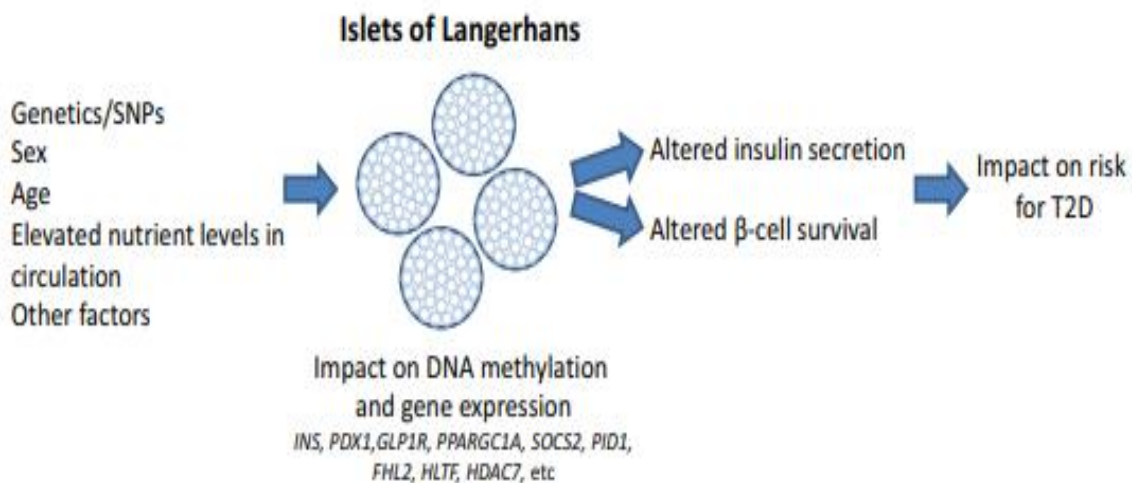 Islets of Langerhans
Genetics/SNPs
Sex
Age
Elevated nutrient levels in
circulation
Other factors
Altered insulin secretion
Altered β-cell survival
Impact on risk
for T2D
Impact on DNA methylation
and gene expression
INS, PDX1,GLP1R, PPARGC1A, SOCS2, PID1,
FHL2, HLTF, HDAC7, etc